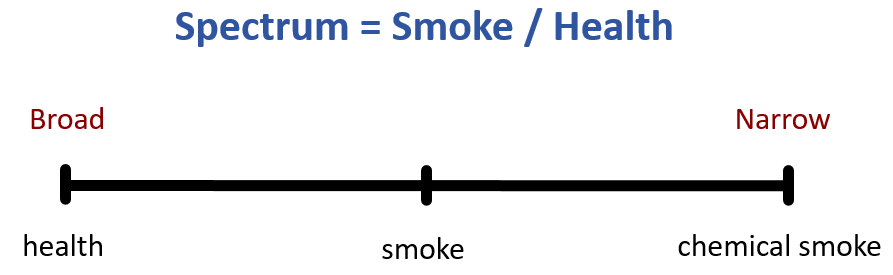 Spectrum = Smoke / Health
Broad Narrow
health smoke chemical smoke